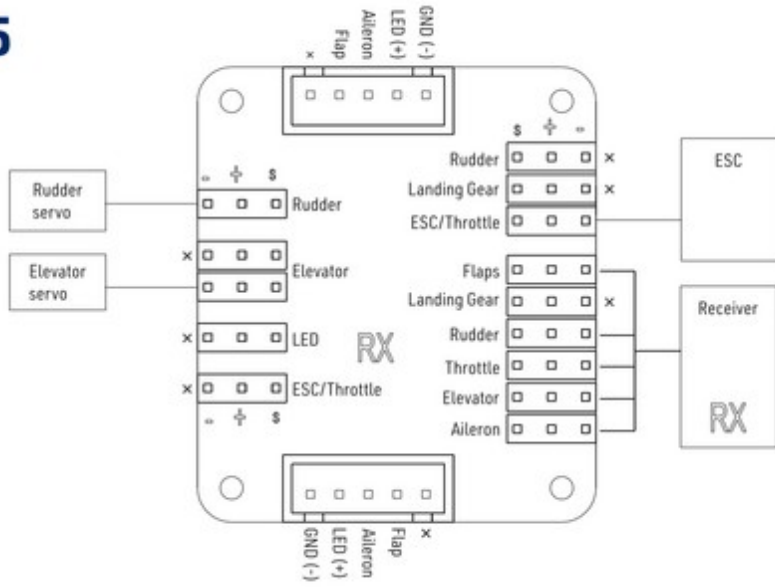 5
× Flap Aileron LED (+) GND (-)
Rudder
servo
Elevator
servo
- + S
Rudder
×
Elevator
× LED
× ESC/Throttle
- + S
RX
S + -
Rudder ×
Landing Gear ×
ESC/Throttle
Flaps
Landing Gear ×
Rudder
Throttle
Elevator
Aileron
ESC
Receiver
RX
GND (-) LED (+) Aileron Flap ×